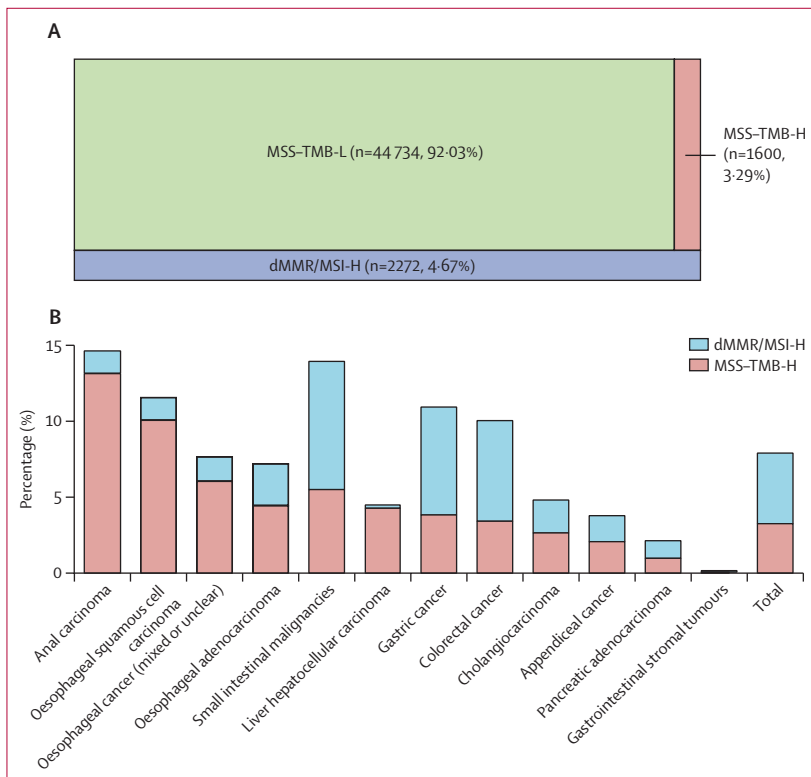 A
MSS–TMB-L (n=44 734, 92·03%)
MSS–TMB-H
(n=1600,
3·29%)
dMMR/MSI-H (n=2272, 4·67%)
B
15
10
5
0
Percentage (%)
dMMR/MSI-H
MSS–TMB-H
Anal carcinoma
Oesophageal squamous cell
carcinoma
Oesophageal cancer (mixed or unclear)
Oesophageal adenocarcinoma
Small intestinal malignancies
Liver hepatocellular carcinoma
Gastric cancer
Colorectal cancer
Cholangiocarcinoma
Appendiceal cancer
Pancreatic adenocarcinoma
Gastrointestinal stromal tumours
Total